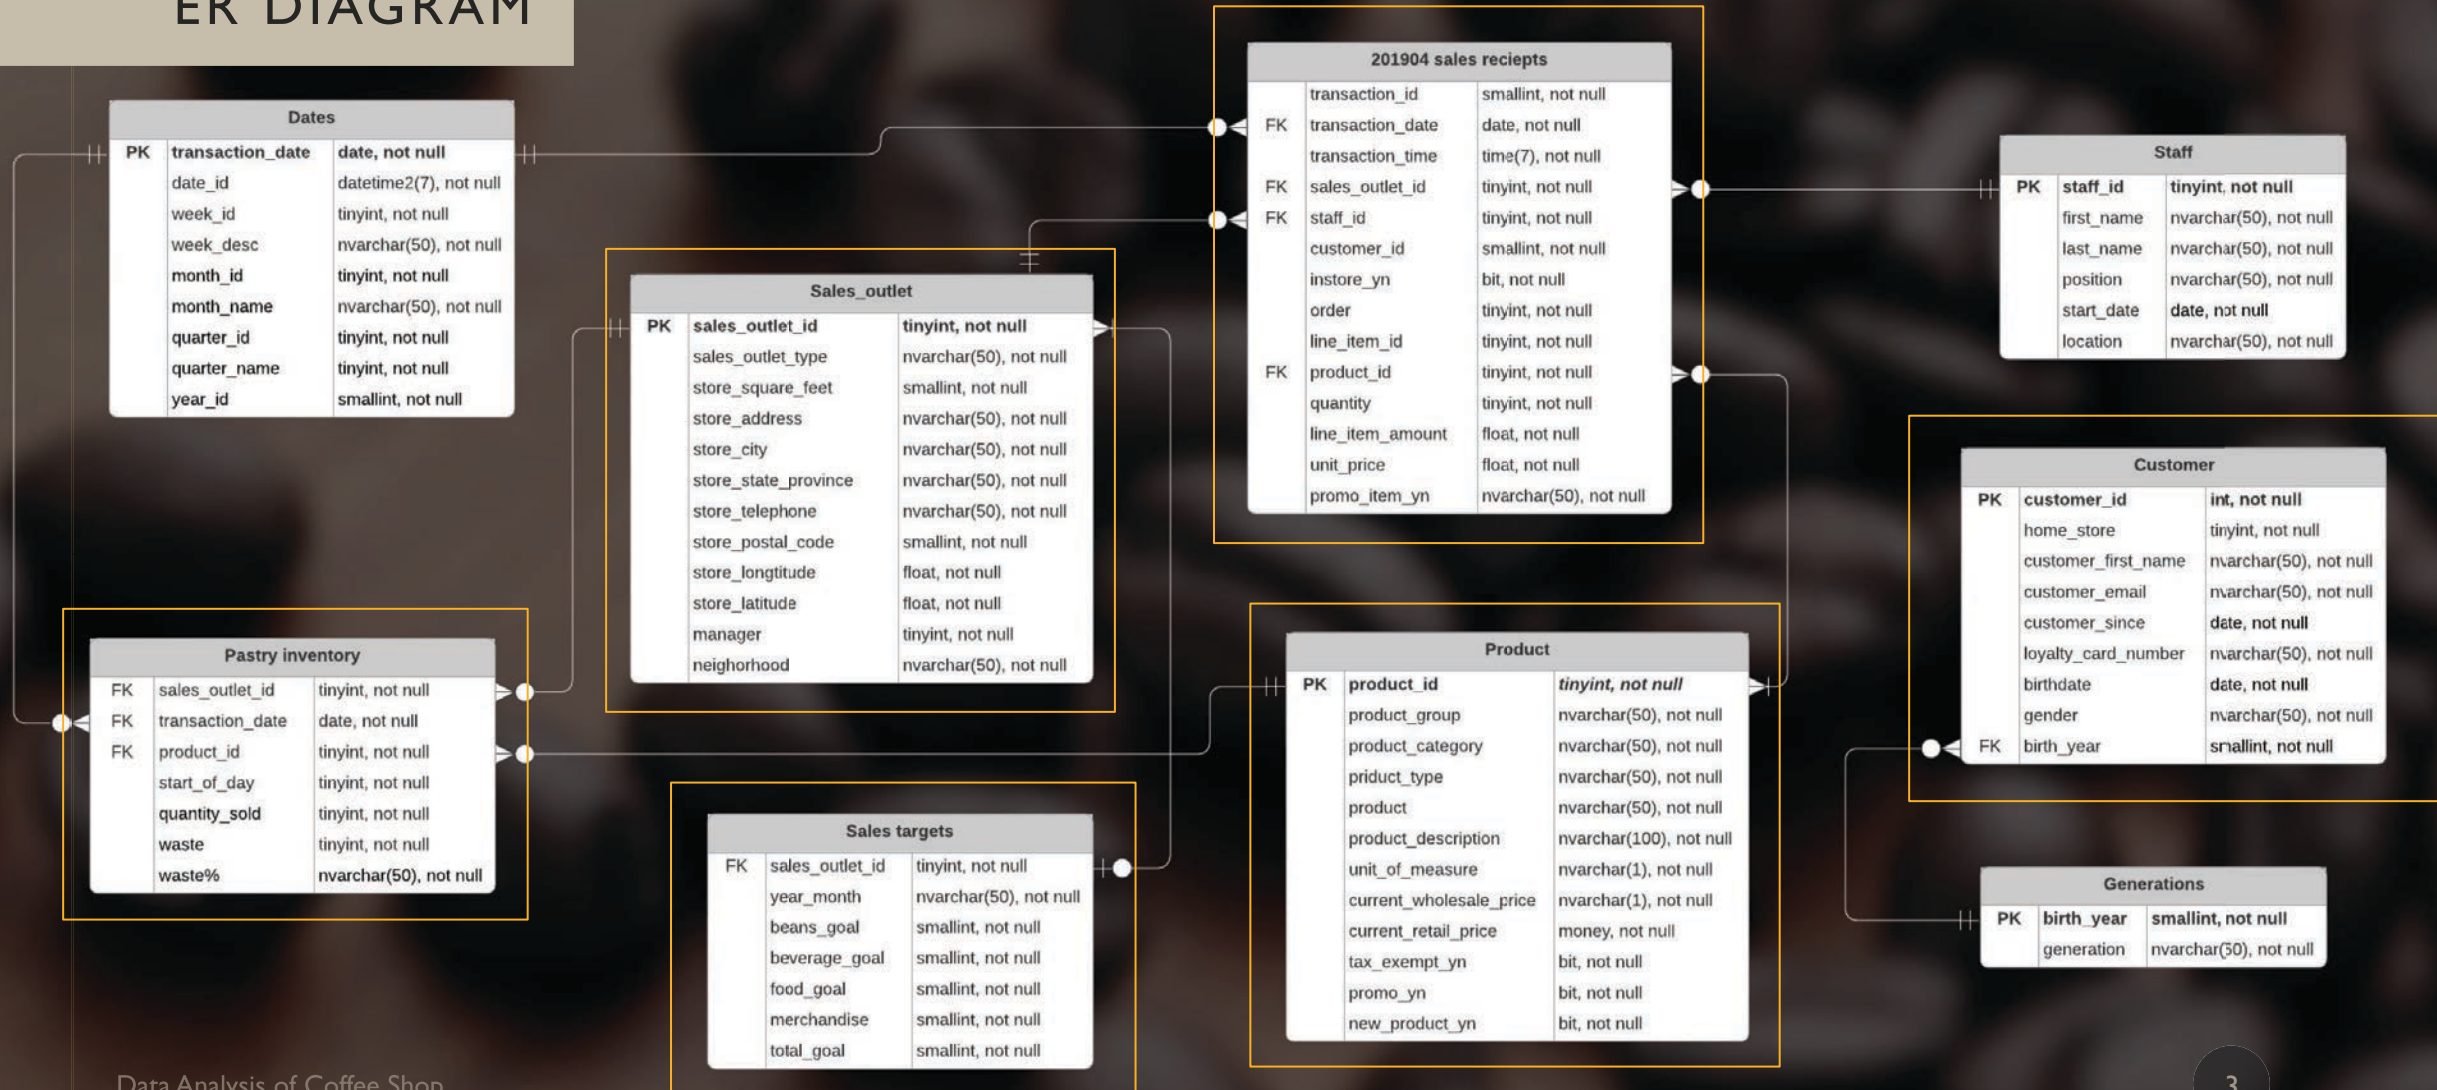 ER DIAGRAM
Dates
PK transaction_date date, not null
date_id datetime2(7), not null
week_id tinyint, not null
week_desc nvarchar(50), not null
month_id tinyint, not null
month_name nvarchar(50), not null
quarter_id tinyint, not null
quarter_name tinyint, not null
year_id smallint, not null
Pastry inventory
FK sales_outlet_id tinyint, not null
FK transaction_date date, not null
FK product_id tinyint, not null
start_of_day tinyint, not null
quantity_sold tinyint, not null
waste tinyint, not null
waste% nvarchar(50), not null
Sales_outlet
PK sales_outlet_id tinyint, not null
sales_outlet_type nvarchar(50), not null
store_square_feet smallint, not null
store_address nvarchar(50), not null
store_city nvarchar(50), not null
store_state_province nvarchar(50), not null
store_telephone nvarchar(50), not null
store_postal_code smallint, not null
store_longtitude float, not null
store_latitude float, not null
manager tinyint, not null
neighorhood nvarchar(50), not null
Sales targets
FK sales_outlet_id tinyint, not null
year_month nvarchar(50), not null
beans_goal smallint, not null
beverage_goal smallint, not null
food_goal smallint, not null
merchandise smallint, not null
total_goal smallint, not null
201904 sales reciepts
transaction_id smallint, not null
FK transaction_date date, not null
transaction_time time(7), not null
FK sales_outlet_id tinyint, not null
FK staff_id tinyint, not null
customer_id smallint, not null
instore_yn bit, not null
order tinyint, not null
line_item_id tinyint, not null
FK product_id tinyint, not null
quantity tinyint, not null
line_item_amount float, not null
unit_price float, not null
promo_item_yn nvarchar(50), not null
Product
PK product_id tinyint, not null
product_group nvarchar(50), not null
product_category nvarchar(50), not null
priduct_type nvarchar(50), not null
product nvarchar(50), not null
product_description nvarchar(100), not null
unit_of_measure nvarchar(1), not null
current_wholesale_price nvarchar(1), not null
current_retail_price money, not null
tax_exempt_yn bit, not null
promo_yn bit, not null
new_product_yn bit, not null
Staff
PK staff_id tinyint, not null
first_name nvarchar(50), not null
last_name nvarchar(50), not null
position nvarchar(50), not null
start_date date, not null
location nvarchar(50), not null
Customer
PK customer_id int, not null
home_store tinyint, not null
customer_first_name nvarchar(50), not null
customer_email nvarchar(50), not null
customer_since date, not null
loyalty_card_number nvarchar(50), not null
birthdate date, not null
gender nvarchar(50), not null
FK birth_year smallint, not null
Generations
PK birth_year smallint, not null
generation nvarchar(50), not null
Data Analysis of Coffee Shop
3